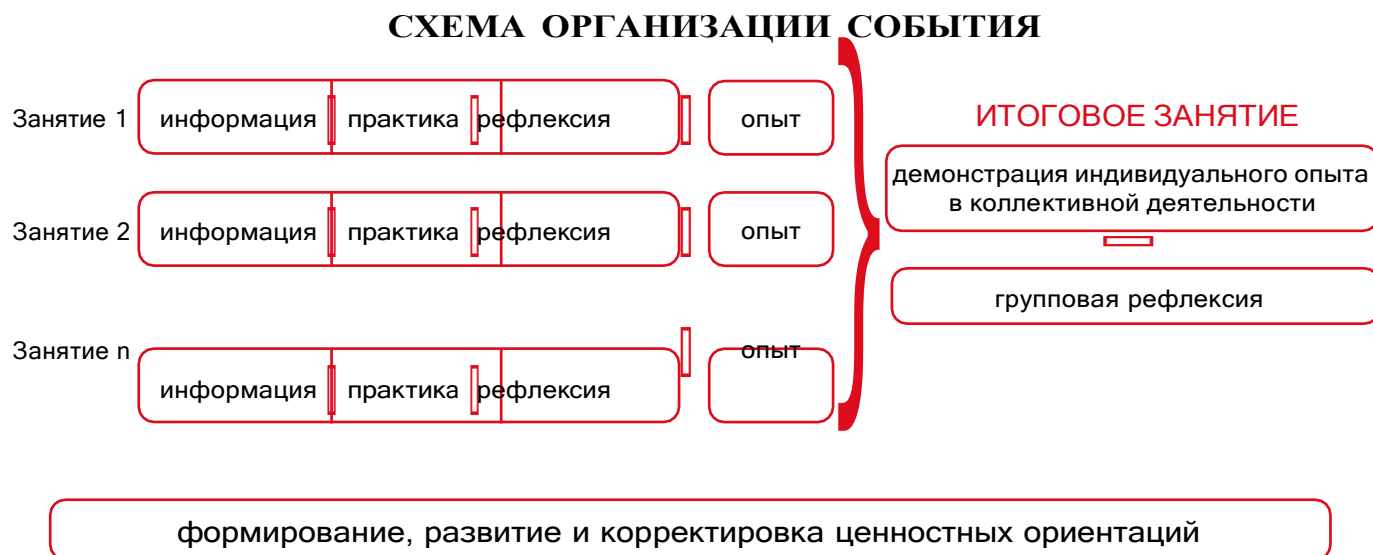 СХЕМА ОРГАНИЗАЦИИ СОБЫТИЯ
Занятие 1
информация практика рефлексия
опыт
Занятие 2
информация практика рефлексия
опыт
Занятие n
информация практика рефлексия
опыт
ИТОГОВОЕ ЗАНЯТИЕ
демонстрация индивидуального опыта
в коллективной деятельности
групповая рефлексия
формирование, развитие и корректировка ценностных ориентаций